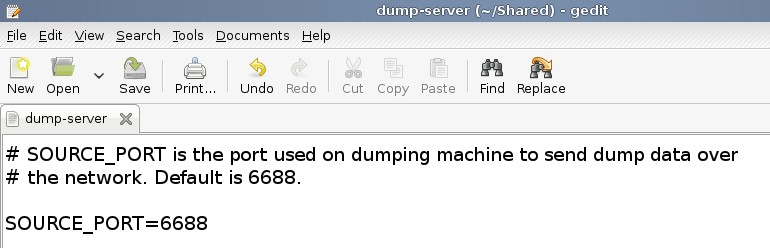 dump-server (~/Shared) - gedit
File Edit View Search Tools Documents Help
New Open Save Print... Undo Redo Cut Copy Paste Find Replace
dump-server
# SOURCE_PORT is the port used on dumping machine to send dump data over
# the network. Default is 6688.
SOURCE_PORT=6688